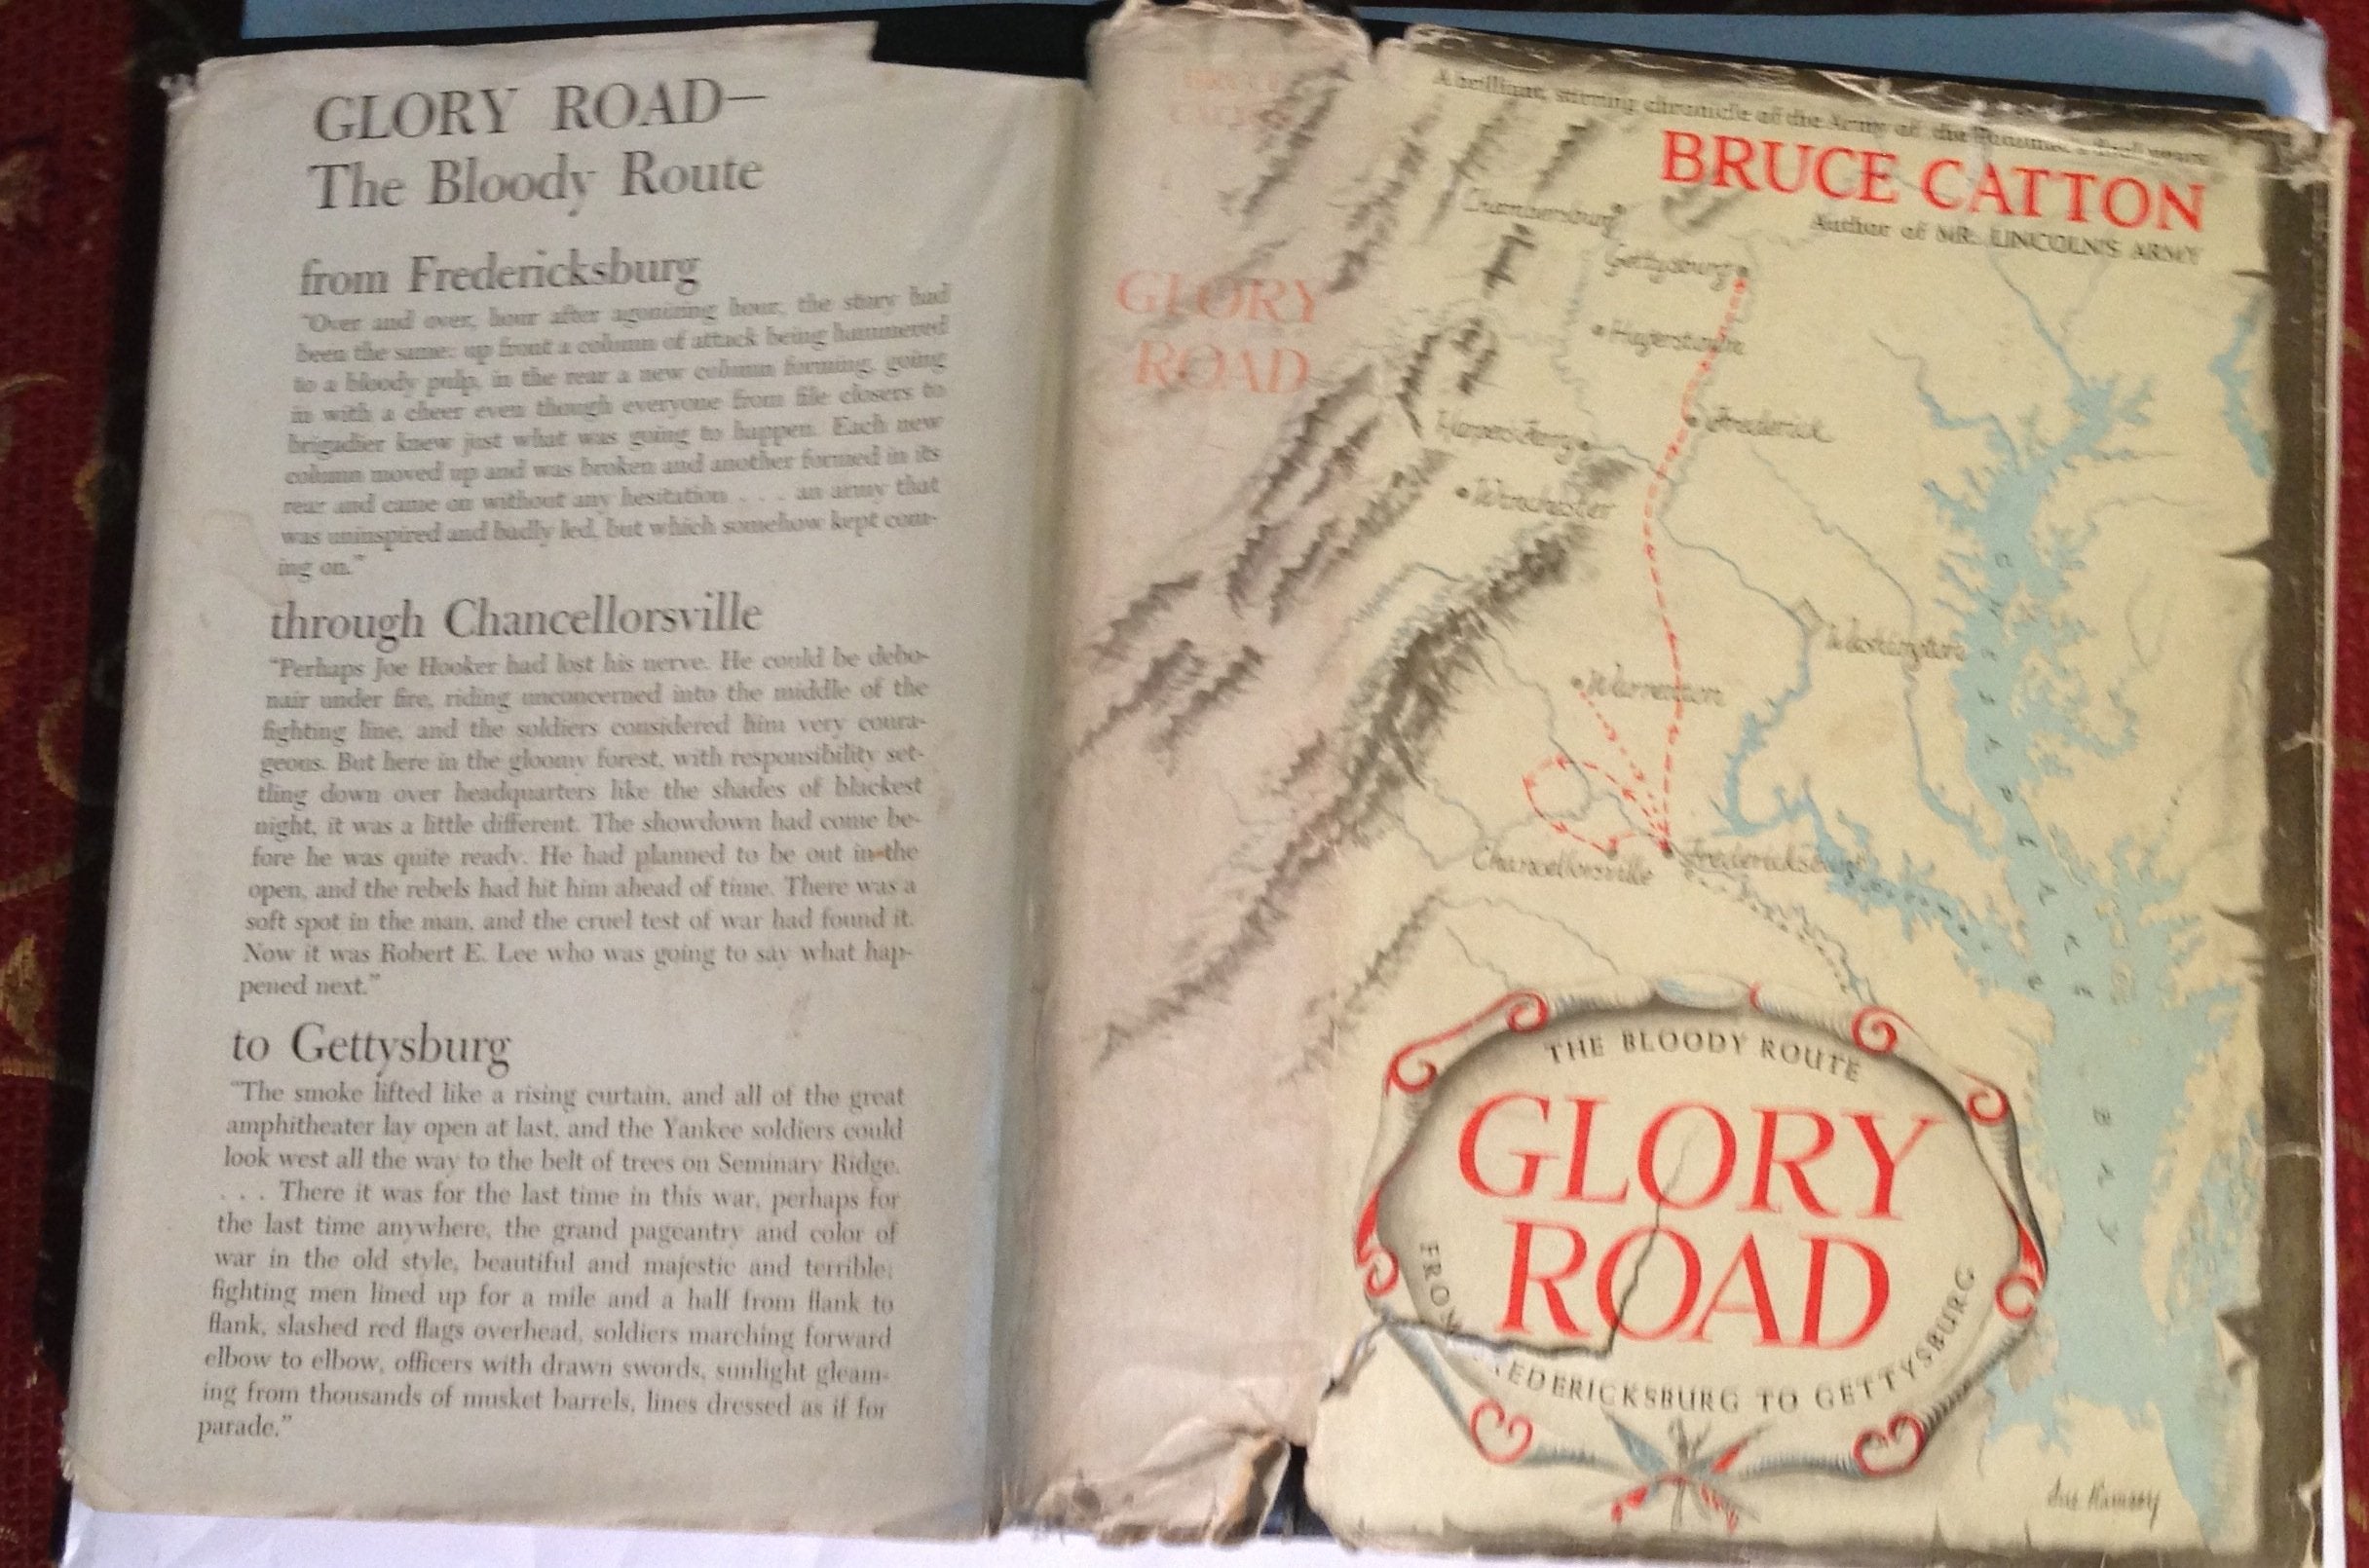 GLORY ROAD—
The Bloody Route
from Fredericksburg
"Over and over, hour after agonizing hour, the story had
been the same: up front a column of attack being hammered
to a bloody pulp, in the rear a new column forming, going
in with a cheer even though everyone from file closers to
brigadier knew just what was going to happen. Each new
column moved up and was broken and another formed in its
rear and came on without any hesitation . . . an army that
was uninspired and badly led, but which somehow kept com-
ing on."
through Chancellorsville
"Perhaps Joe Hooker had lost his nerve. He could be debo-
nair under fire, riding unconcerned into the middle of the
fighting line, and the soldiers considered him very coura-
geous. But here in the gloomy forest, with responsibility set-
tling down over headquarters like the shades of blackest
night, it was a little different. The showdown had come be-
fore he was quite ready. He had planned to be out in the
open, and the rebels had hit him ahead of time. There was a
soft spot in the man, and the cruel test of war had found it.
Now it was Robert E. Lee who was going to say what hap-
pened next."
to Gettysburg
"The smoke lifted like a rising curtain, and all of the great
amphitheater lay open at last, and the Yankee soldiers could
look west all the way to the belt of trees on Seminary Ridge.
. . . There it was for the last time in this war, perhaps for
the last time anywhere, the grand pageantry and color of
war in the old style, beautiful and majestic and terrible:
fighting men lined up for a mile and a half from flank to
flank, slashed red flags overhead, soldiers marching forward
elbow to elbow, officers with drawn swords, sunlight gleam-
ing from thousands of musket barrels, lines dressed as if for
parade."
BRUCE
CATTON
GLORY
ROAD
A brilliant, stirring chronicle of the Army of the Potomac's
BRUCE CATTON
Author of MR. LINCOLN'S ARMY
Chambersburg
Gettysburg
Hagerstown
Frederick
Harpers Ferry
Winchester
Washington
Warrenton
Chancellorsville
Fredericksburg
CHESAPEAKE BAY
THE BLOODY ROUTE
GLORY
ROAD
FROM FREDERICKSBURG TO GETTYSBURG
Ramsey